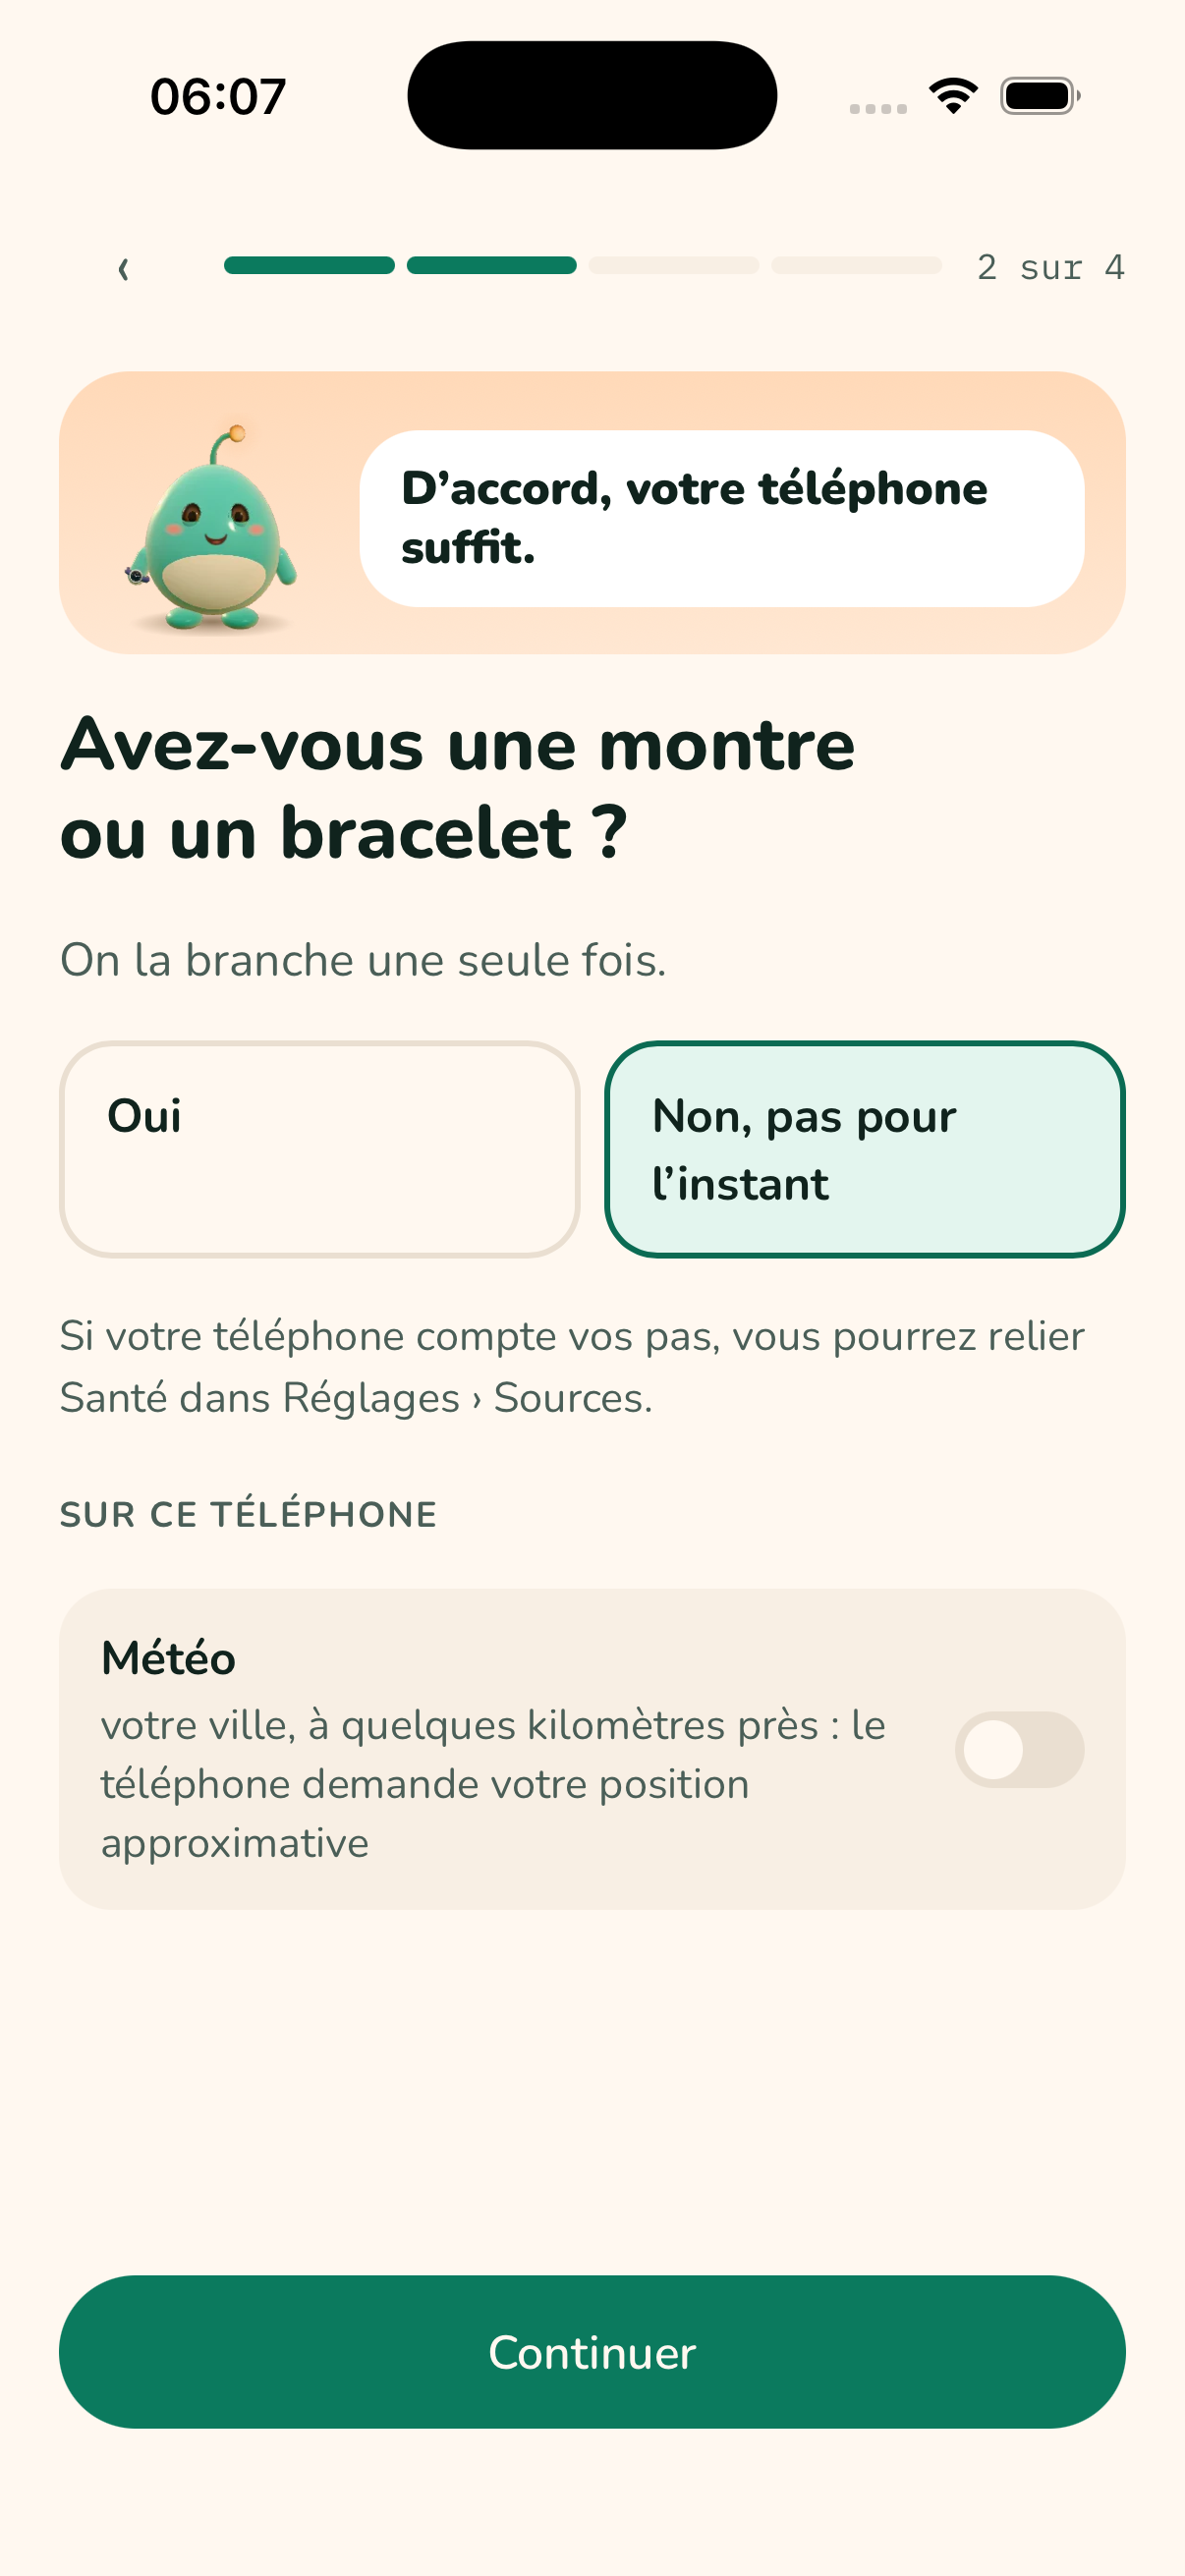 06:07
‹
2 sur 4
D’accord, votre téléphone
suffit.
Avez-vous une montre
ou un bracelet ?
On la branche une seule fois.
Oui
Non, pas pour
l’instant
Si votre téléphone compte vos pas, vous pourrez relier
Santé dans Réglages › Sources.
SUR CE TÉLÉPHONE
Météo
votre ville, à quelques kilomètres près : le
téléphone demande votre position
approximative
Continuer